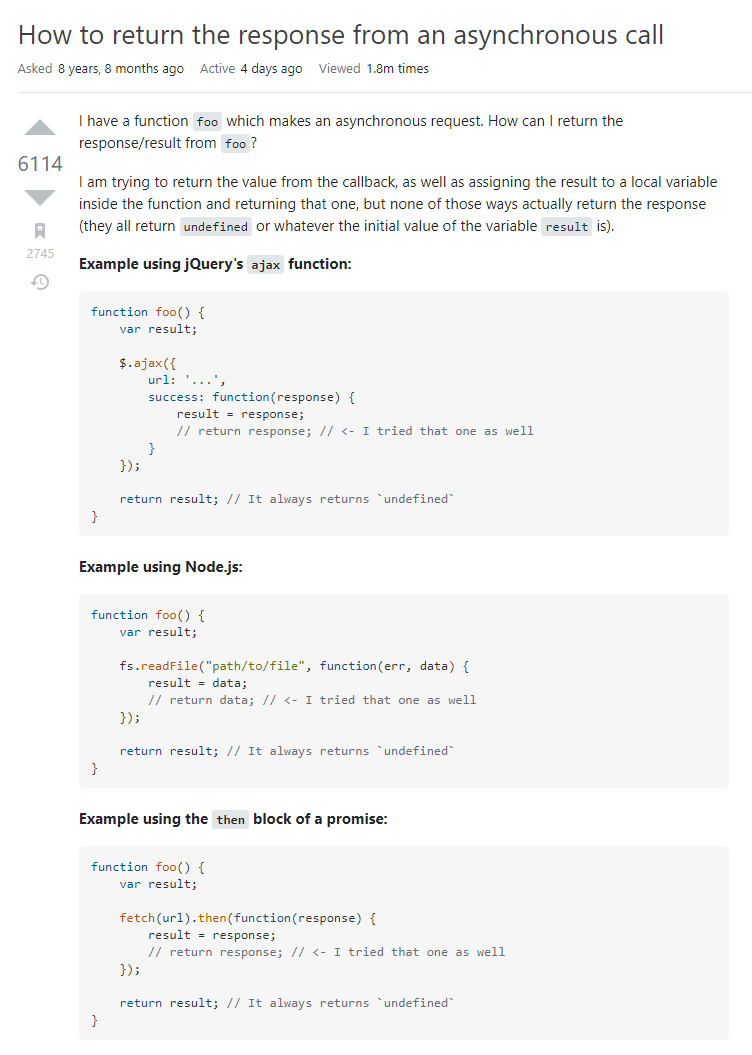 How to return the response from an asynchronous call
Asked 8 years, 8 months ago Active 4 days ago Viewed 1.8m times
6114
2745
I have a function foo which makes an asynchronous request. How can I return the
response/result from foo ?
I am trying to return the value from the callback, as well as assigning the result to a local variable
inside the function and returning that one, but none of those ways actually return the response
(they all return undefined or whatever the initial value of the variable result is).
Example using jQuery's ajax function:
function foo() {
    var result;

    $.ajax({
        url: '...',
        success: function(response) {
            result = response;
            // return response; // <- I tried that one as well
        }
    });

    return result; // It always returns `undefined`
}
Example using Node.js:
function foo() {
    var result;

    fs.readFile("path/to/file", function(err, data) {
        result = data;
        // return data; // <- I tried that one as well
    });

    return result; // It always returns `undefined`
}
Example using the then block of a promise:
function foo() {
    var result;

    fetch(url).then(function(response) {
        result = response;
        // return response; // <- I tried that one as well
    });

    return result; // It always returns `undefined`
}